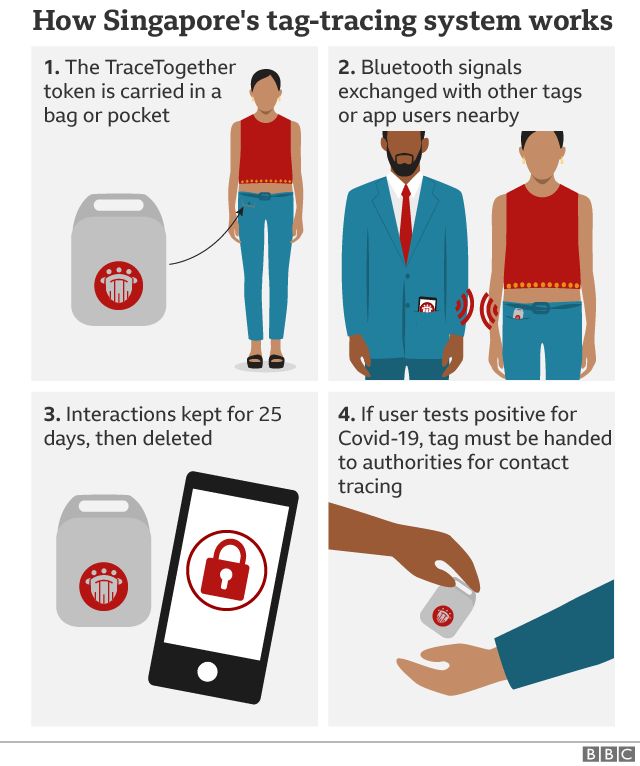 How Singapore's tag-tracing system works
1. The TraceTogether
token is carried in a
bag or pocket
2. Bluetooth signals
exchanged with other tags
or app users nearby
3. Interactions kept for 25
days, then deleted
4. If user tests positive for
Covid-19, tag must be handed
to authorities for contact
tracing
BBC